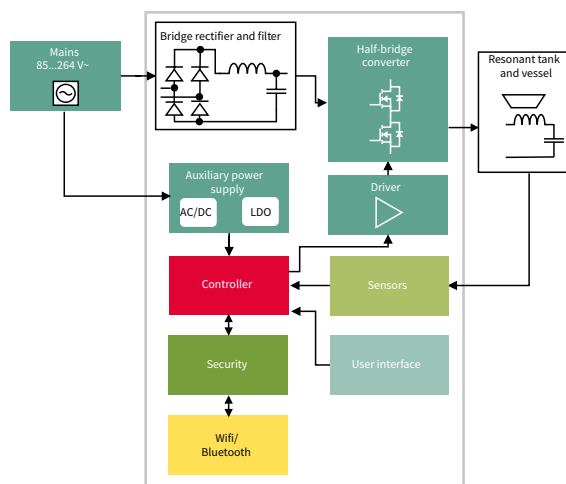 Mains
85...264 V~
Bridge rectifier and filter
Half-bridge
converter
Resonant tank
and vessel
Auxiliary power
supply
AC/DC
LDO
Driver
Controller
Sensors
Security
User interface
Wifi/
Bluetooth